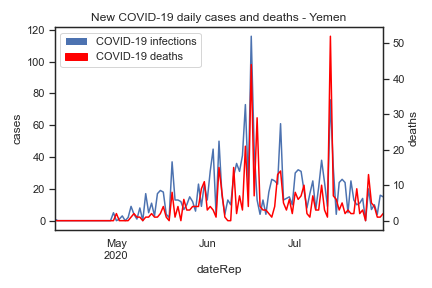 New COVID-19 daily cases and deaths - Yemen
COVID-19 infections
COVID-19 deaths
120
100
80
60
40
20
0
cases
50
40
30
20
10
0
deaths
May
2020
Jun
Jul
dateRep